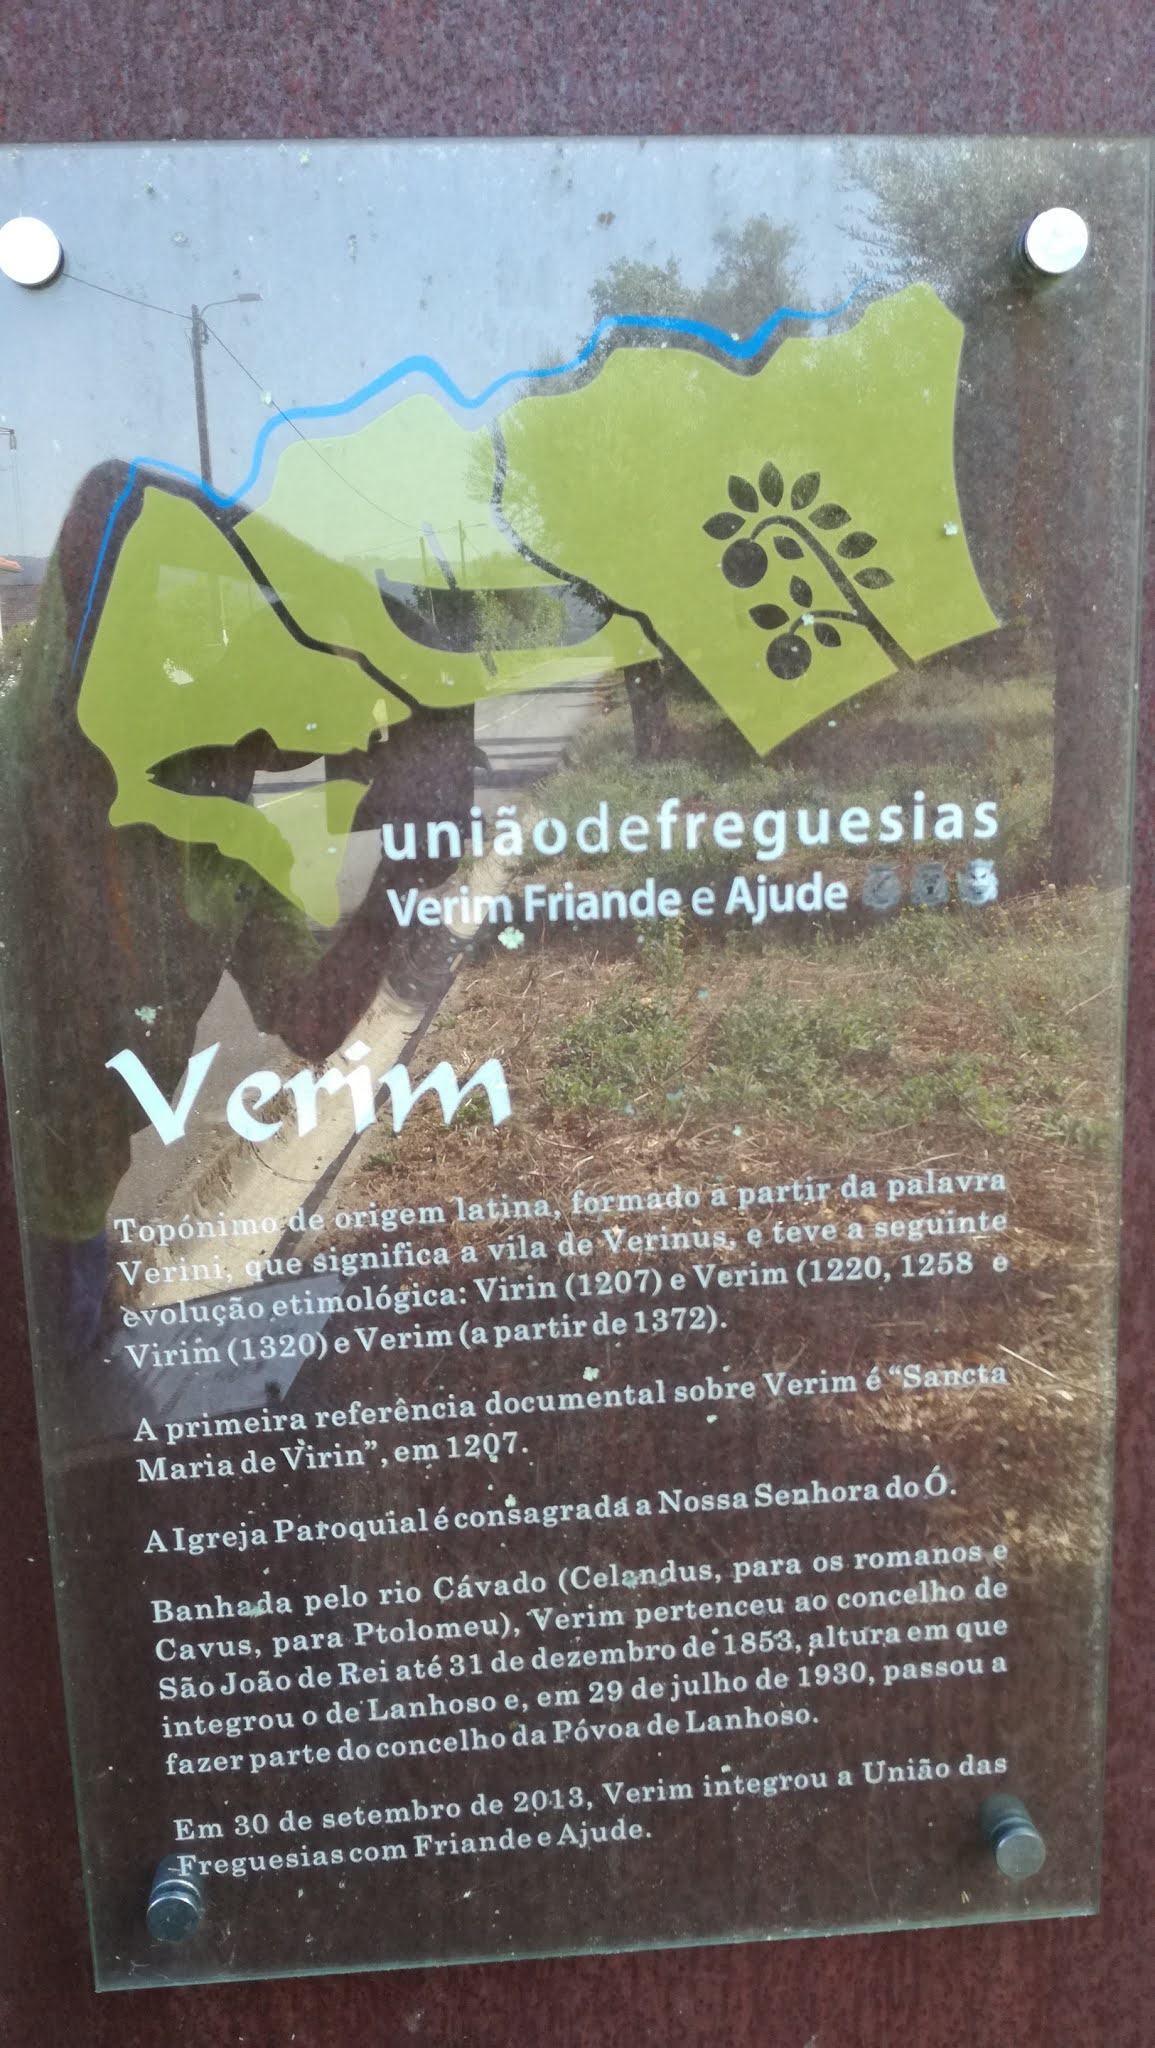 uniãodefreguesias
Verim Friande e Ajude
Verim
Topónimo de origem latina, formado a partir da palavra
Verini, que significa a vila de Verinus, e teve a seguinte
evolução etimológica: Virin (1207) e Verim (1220, 1258 e
Virim (1320) e Verim (a partir de 1372).
A primeira referência documental sobre Verim é “Sancta
Maria de Virin”, em 1207.
A Igreja Paroquial é consagrada a Nossa Senhora do Ó.
Banhada pelo rio Cávado (Celandus, para os romanos e
Cavus, para Ptolomeu), Verim pertenceu ao concelho de
São João de Rei até 31 de dezembro de 1853, altura em que
integrou o de Lanhoso e, em 29 de julho de 1930, passou a
fazer parte do concelho da Póvoa de Lanhoso.
Em 30 de setembro de 2013, Verim integrou a União das
Freguesias com Friande e Ajude.